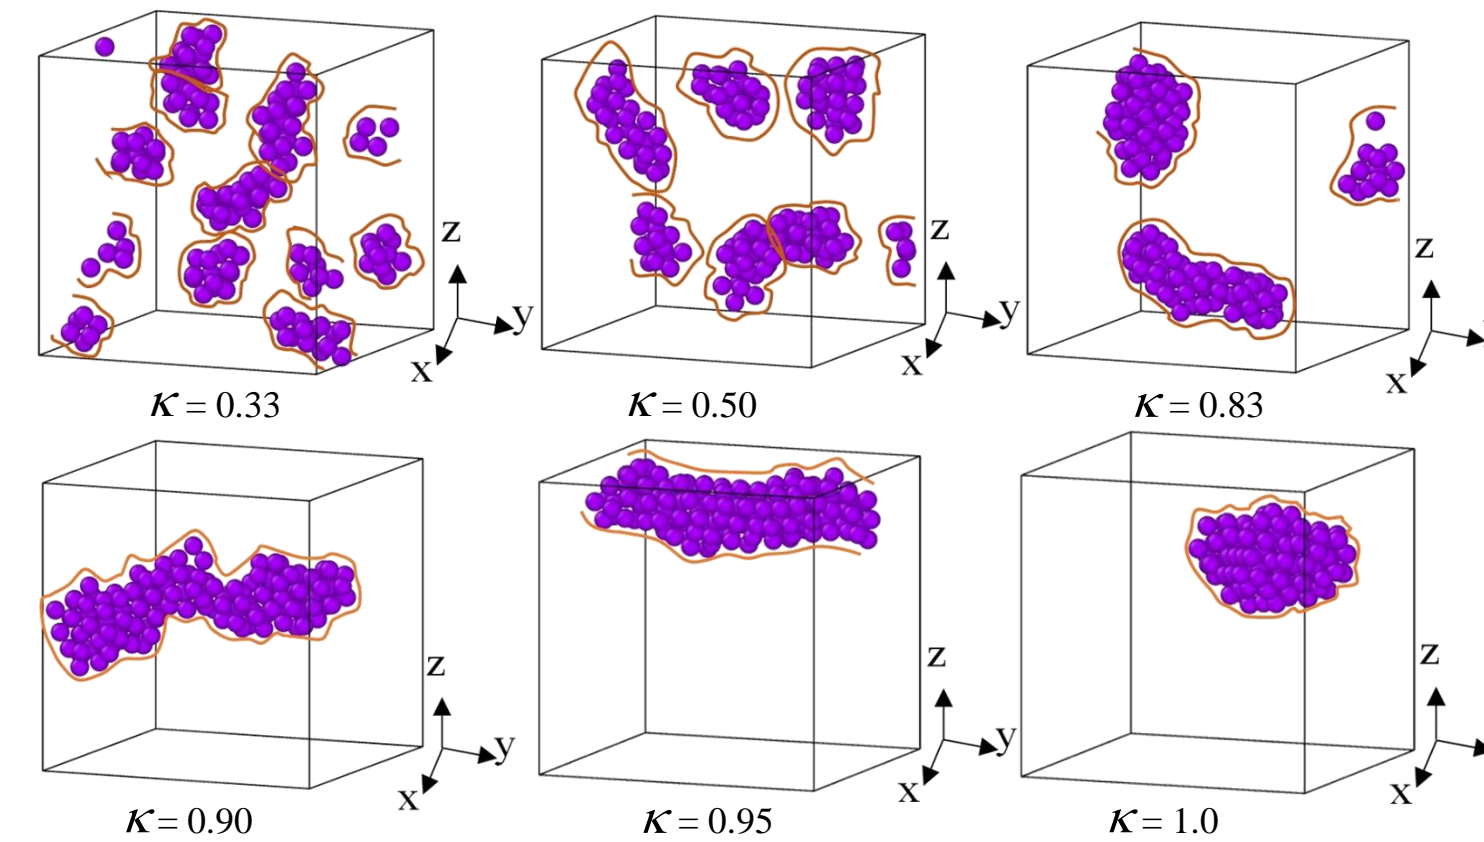 z
y
x
κ = 0.33
z
y
x
κ = 0.50
z
x
κ = 0.83
z
y
x
κ = 0.90
z
y
x
κ = 0.95
z
x
κ = 1.0